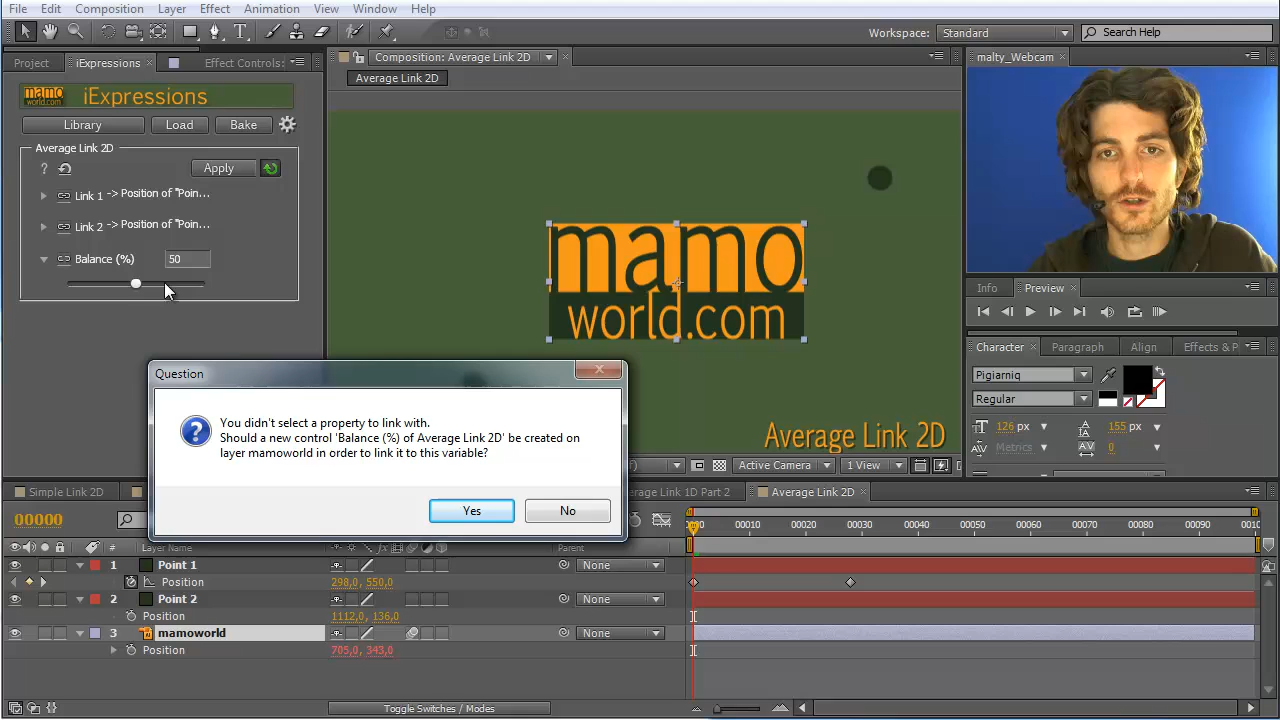 File Edit Composition Layer Effect Animation View Window Help
Workspace: Standard Search Help
Project iExpressions Effect Controls: Composition: Average Link 2D malty_Webcam
Average Link 2D
mamo world.com iExpressions
Library Load Bake
Average Link 2D
? Apply
Link 1 -> Position of "Poin...
Link 2 -> Position of "Poin...
Balance (%) 50
mamo
world.com
Average Link 2D
Info Preview
Character Paragraph Align Effects & P
Pigiarniq
Regular
126 px 155 px
Metrics 0
Active Camera 1 View
Question
You didn't select a property to link with.
Should a new control 'Balance (%) of Average Link 2D' be created on
layer mamoworld in order to link it to this variable?
Yes No
Simple Link 2D verage Link 1D Part 2 Average Link 2D
00000 00010 00020 00030 00040 00050 00060 00070 00080 00090
# Layer Name fx Parent
1 Point 1 None
Position 298,0, 550,0
2 Point 2 None
Position 1112,0, 136,0
3 mamoworld None
Position 705,0, 343,0
Toggle Switches / Modes